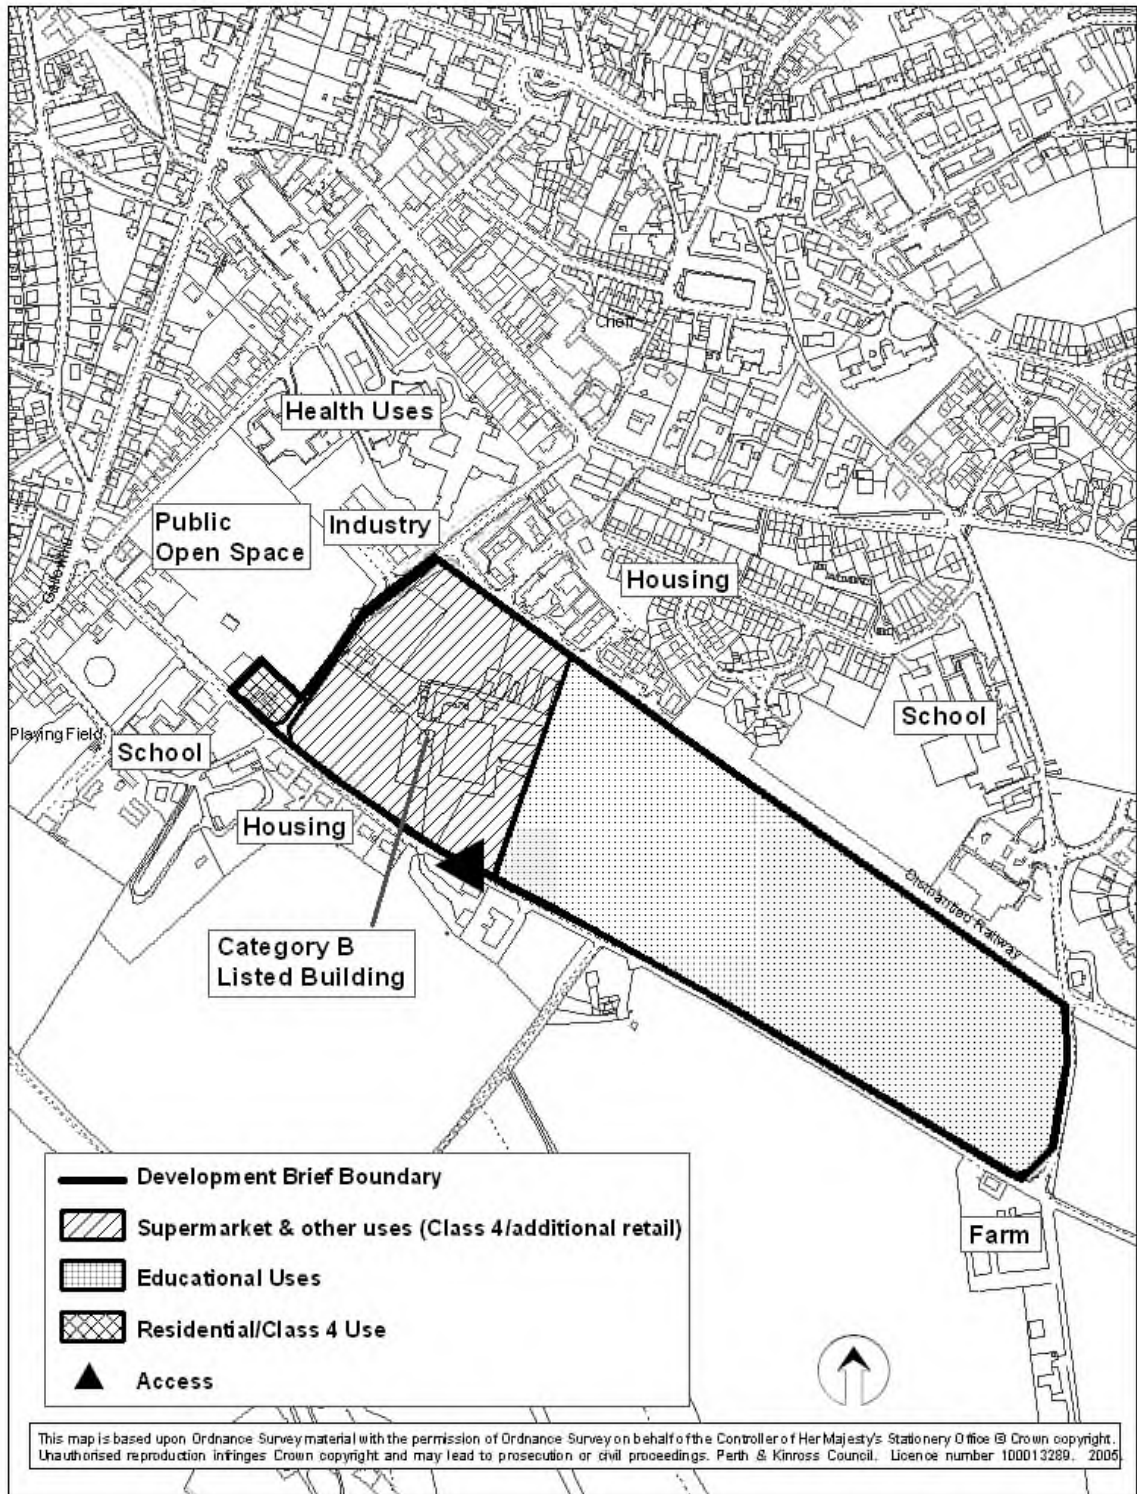 Crieff
Health Uses
Public
Open Space
Industry
Housing
School
Playing Field
School
Housing
Dismantled Railway
Category B
Listed Building
Farm
Development Brief Boundary
Supermarket & other uses (Class 4/additional retail)
Educational Uses
Residential/Class 4 Use
Access
This map is based upon Ordnance Survey material with the permission of Ordnance Survey on behalf of the Controller of Her Majesty's Stationery Office © Crown copyright.
Unauthorised reproduction infringes Crown copyright and may lead to prosecution or civil proceedings. Perth & Kinross Council. Licence number 100013289. 2005